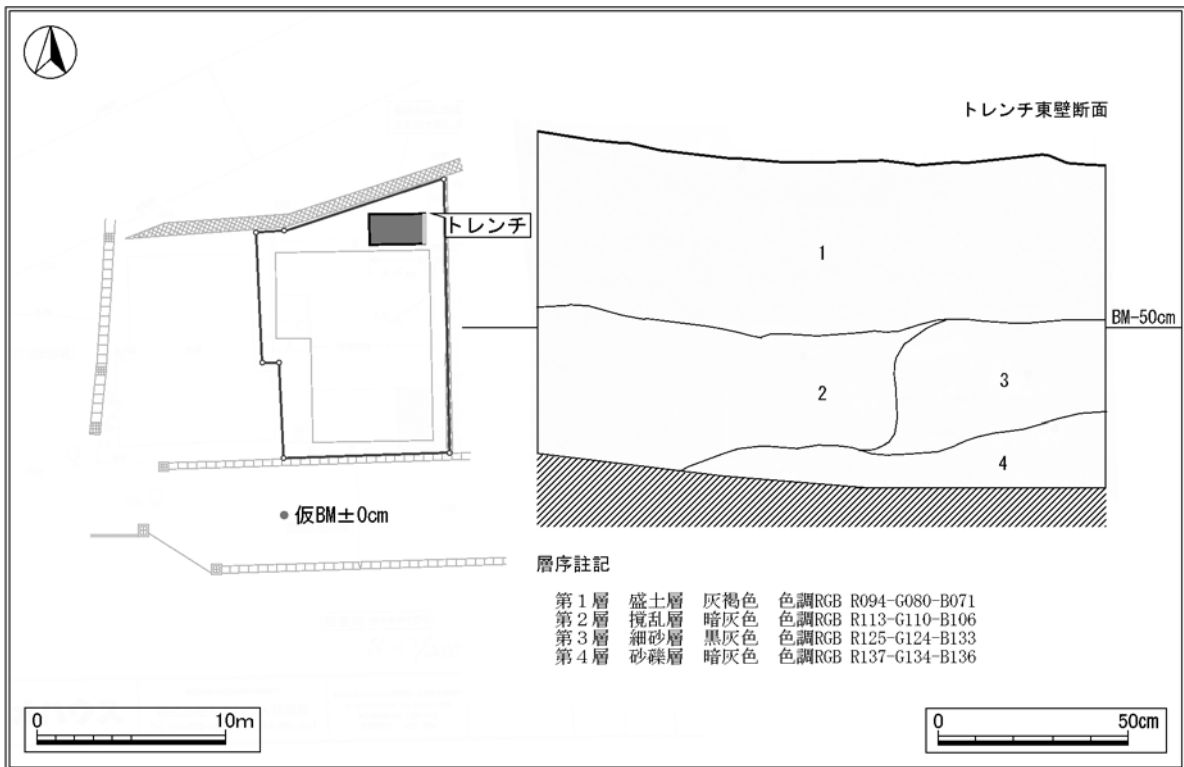 トレンチ東壁断面
トレンチ
1
BM-50cm
2
3
4
仮BM±0cm
層序註記
第1層 盛土層 灰褐色 色調RGB R094-G080-B071
第2層 撹乱層 暗灰色 色調RGB R113-G110-B106
第3層 細砂層 黒灰色 色調RGB R125-G124-B133
第4層 砂礫層 暗灰色 色調RGB R137-G134-B136
0 10m
0 50cm